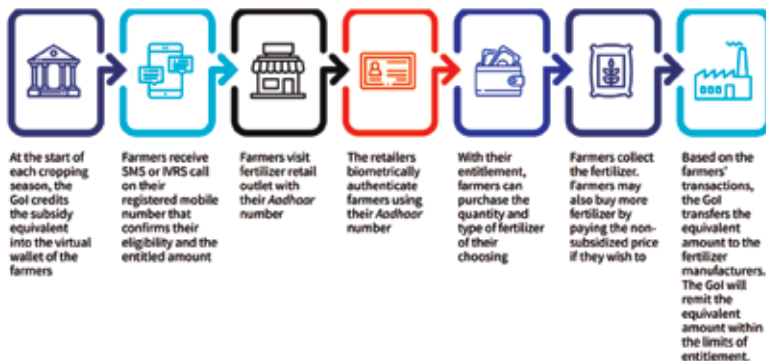 At the start of
each cropping
season, the
GoI credits
the subsidy
equivalent
into the virtual
wallet of the
farmers
Farmers receive
SMS or IVRS call
on their
registered mobile
number that
confirms their
eligibility and the
entitled amount
Farmers visit
fertilizer retail
outlet with
their Aadhaar
number
The retailers
biometrically
authenticate
farmers using
their Aadhaar
number
With their
entitlement,
farmers can
purchase the
quantity and
type of fertilizer
of their
choosing
Farmers collect
the fertilizer.
Farmers may
also buy more
fertilizer by
paying the non-
subsidized price
if they wish to
Based on the
farmers'
transactions,
the GoI
transfers the
equivalent
amount to the
fertilizer
manufacturers.
The GoI will
remit the
equivalent
amount within
the limits of
entitlement.